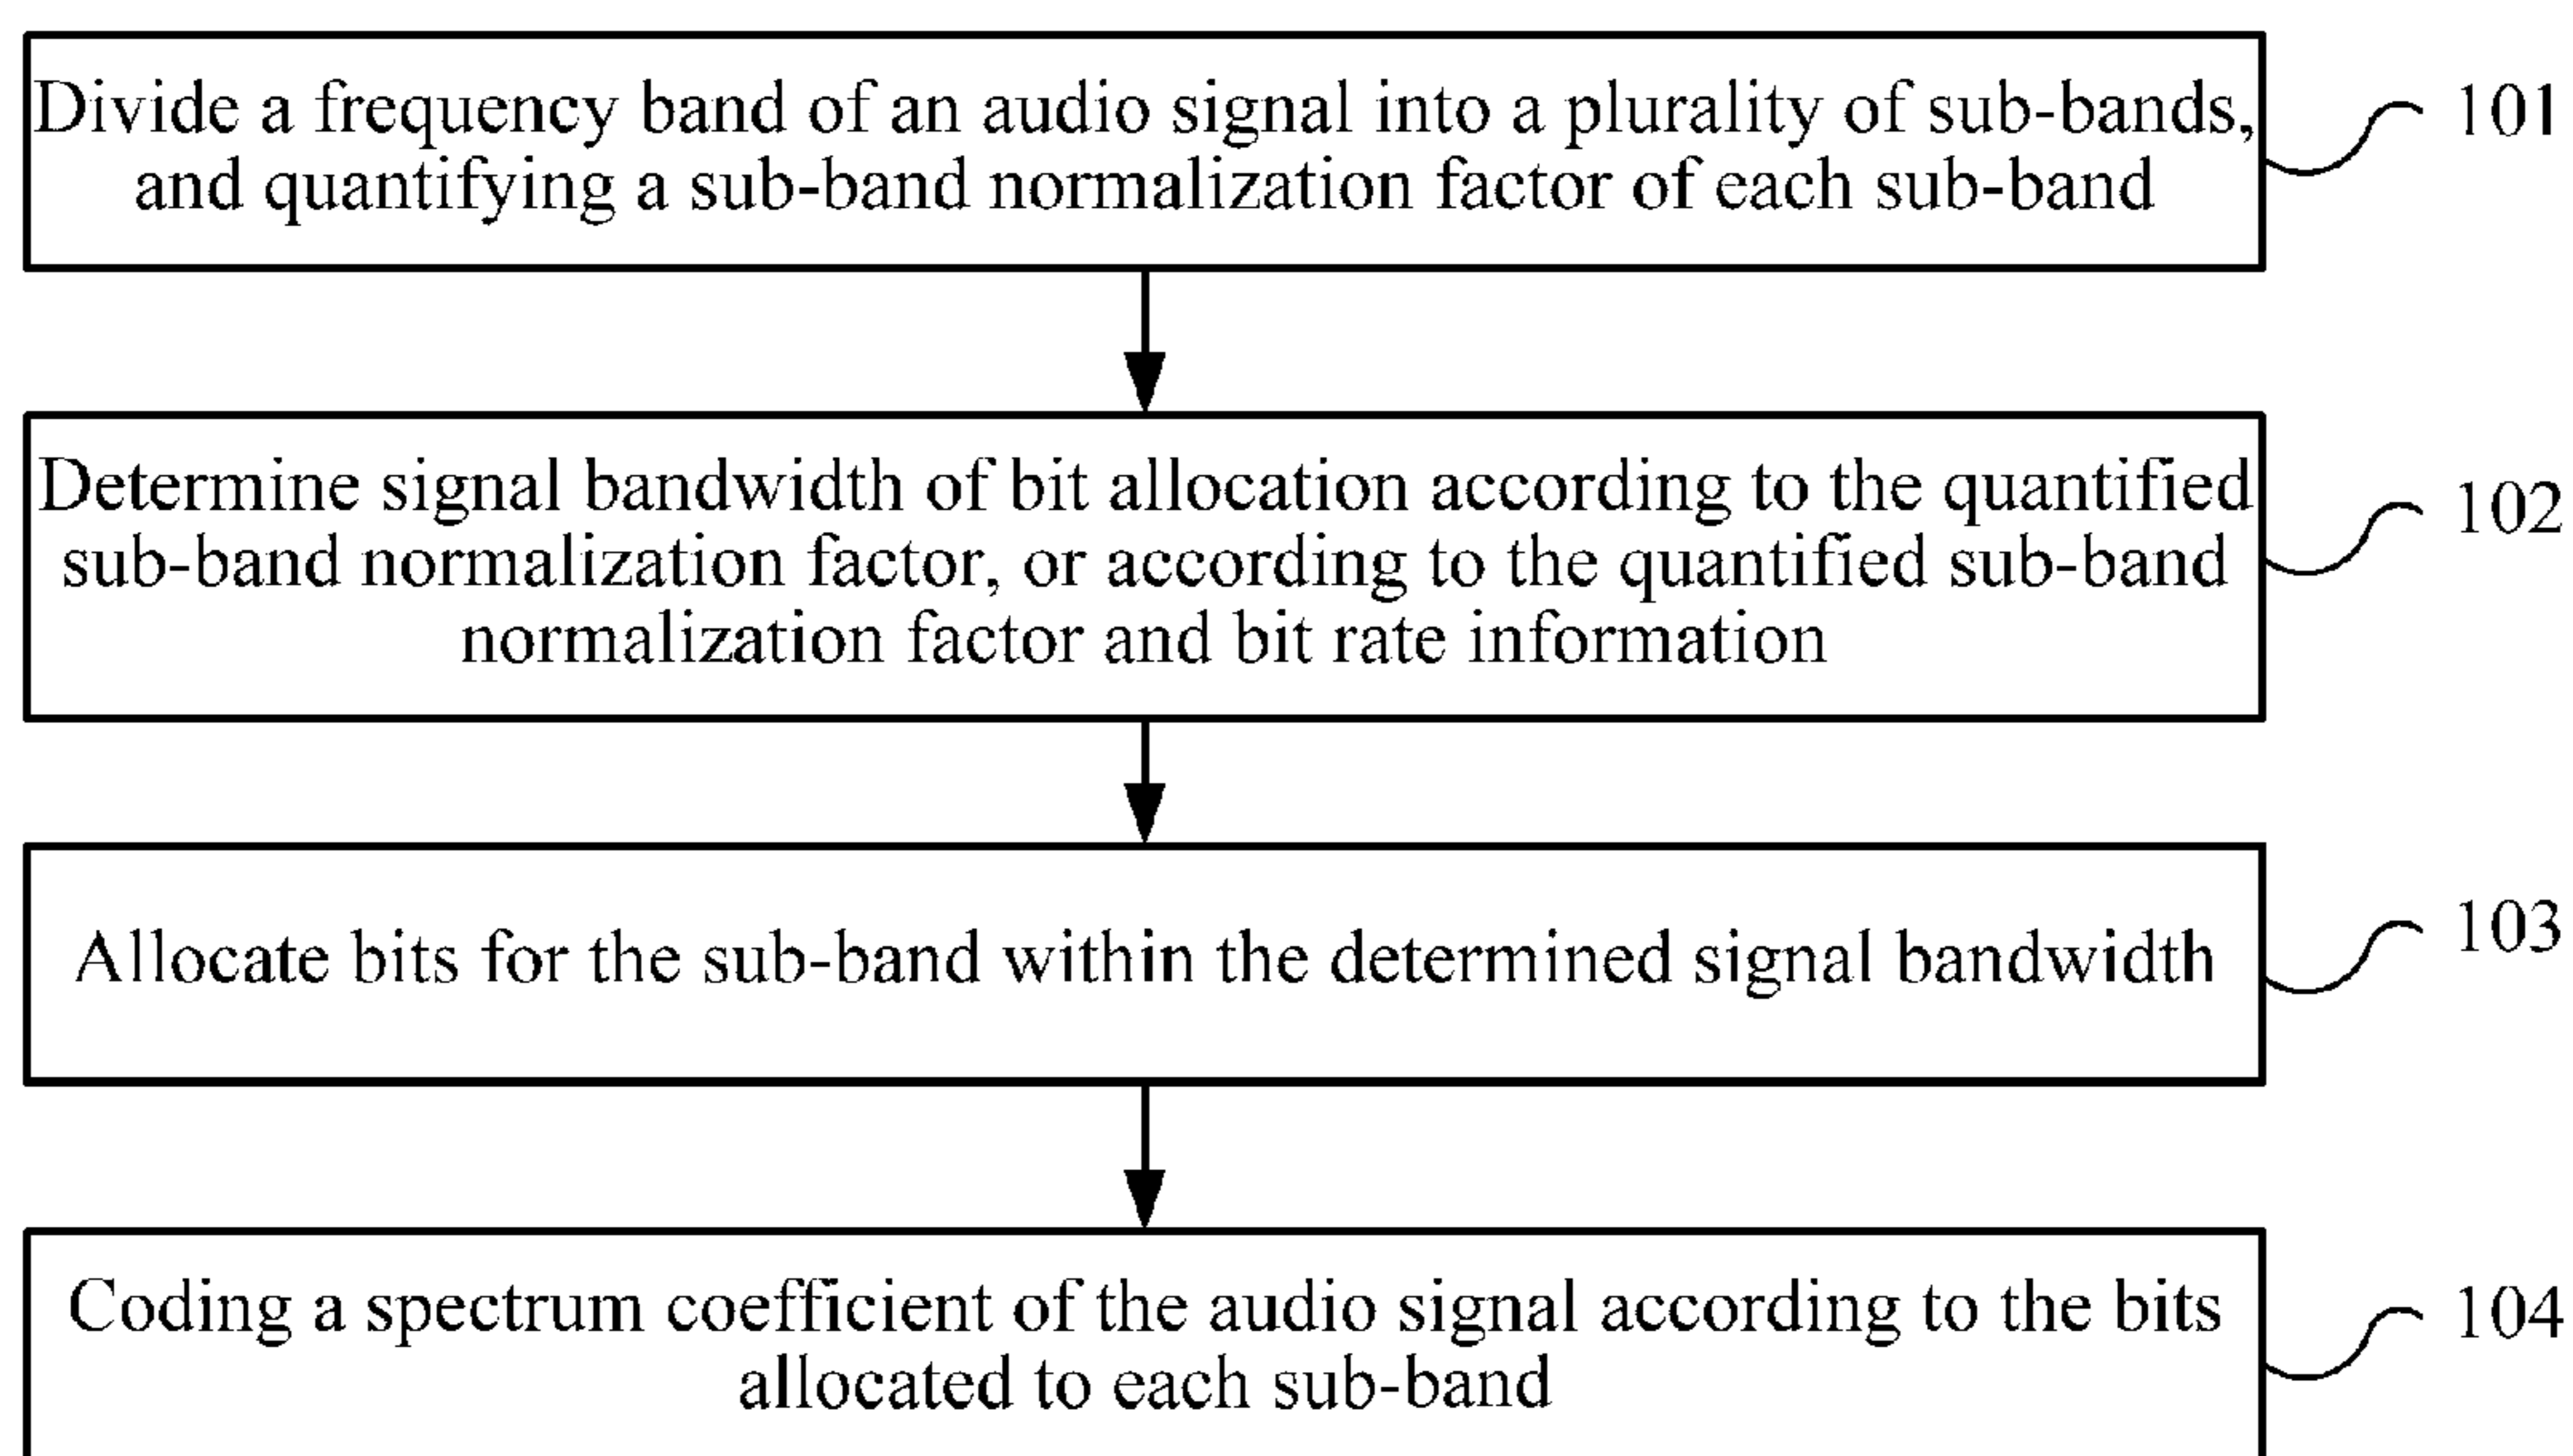 Divide a frequency band of an audio signal into a plurality of sub-bands,
and quantifying a sub-band normalization factor of each sub-band
101
Determine signal bandwidth of bit allocation according to the quantified
sub-band normalization factor, or according to the quantified sub-band
normalization factor and bit rate information
102
Allocate bits for the sub-band within the determined signal bandwidth
103
Coding a spectrum coefficient of the audio signal according to the bits
allocated to each sub-band
104